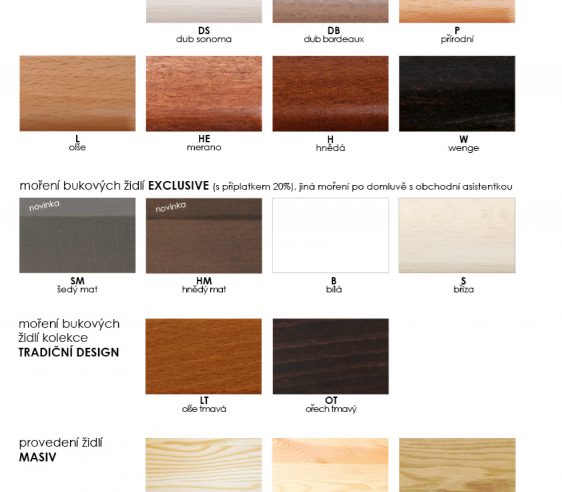 DS DB P
dub sonoma dub bordeaux přírodní
L HE H W
olše merano hnědá wenge
moření bukových židlí EXCLUSIVE (s příplatkem 20%), jiná moření po domluvě s obchodní asistentkou
novinka novinka
SM HM B S
šedý mat hnědý mat bílá bříza
moření bukových
židlí kolekce
TRADIČNÍ DESIGN
LT OT
olše tmavá ořech tmavý
provedení židlí
MASIV